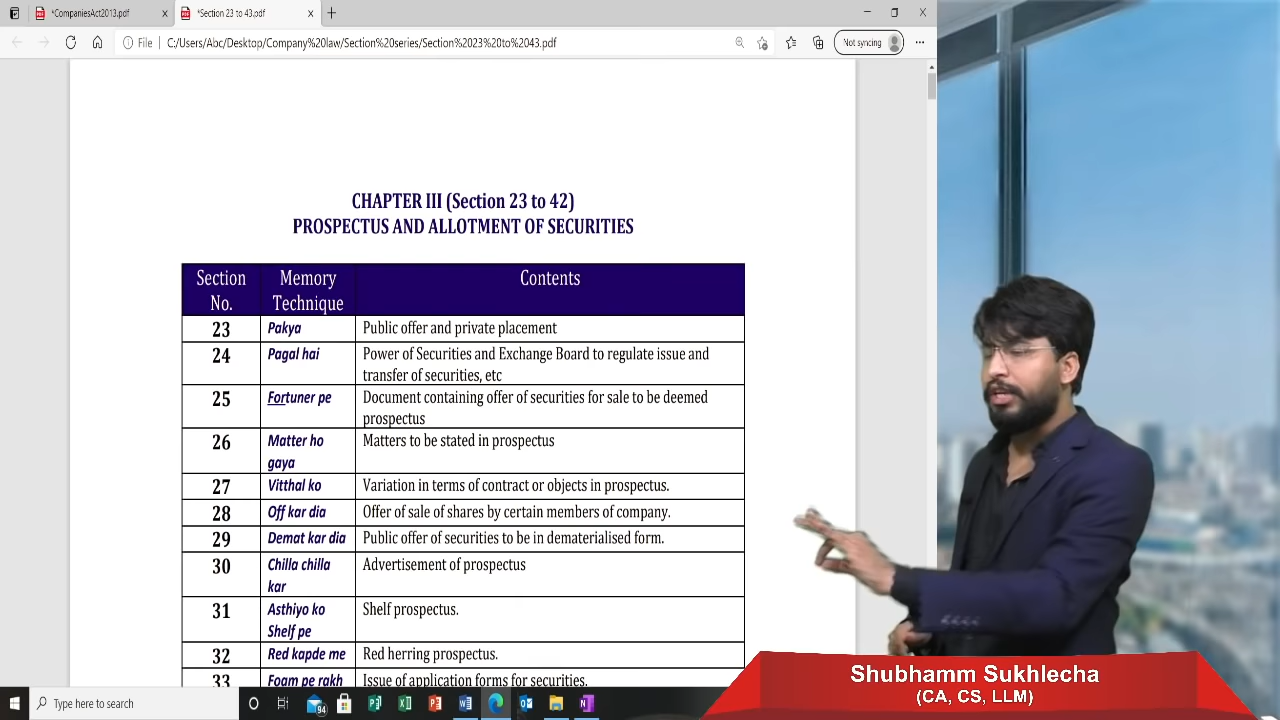 *CompaniesAct2013.pdf
*Section 23 to 43.pdf
File
C:/Users/Abc/Desktop/Company%20law/Section%20series/Section%2023%20to%2043.pdf
Not syncing
CHAPTER III (Section 23 to 42)
PROSPECTUS AND ALLOTMENT OF SECURITIES
Section No.
Memory Technique
Contents
23
Pakya
Public offer and private placement
24
Pagal hai
Power of Securities and Exchange Board to regulate issue and
transfer of securities, etc
25
Fortuner pe
Document containing offer of securities for sale to be deemed
prospectus
26
Matter ho
gaya
Matters to be stated in prospectus
27
Vitthal ko
Variation in terms of contract or objects in prospectus.
28
Off kar dia
Offer of sale of shares by certain members of company.
29
Demat kar dia
Public offer of securities to be in dematerialised form.
30
Chilla chilla
kar
Advertisement of prospectus
31
Asthiyo ko
Shelf pe
Shelf prospectus.
32
Red kapde me
Red herring prospectus.
33
Foam pe rakh
Issue of application forms for securities.
Shubhamm Sukhlecha
(CA, CS, LLM)
Type here to search
94